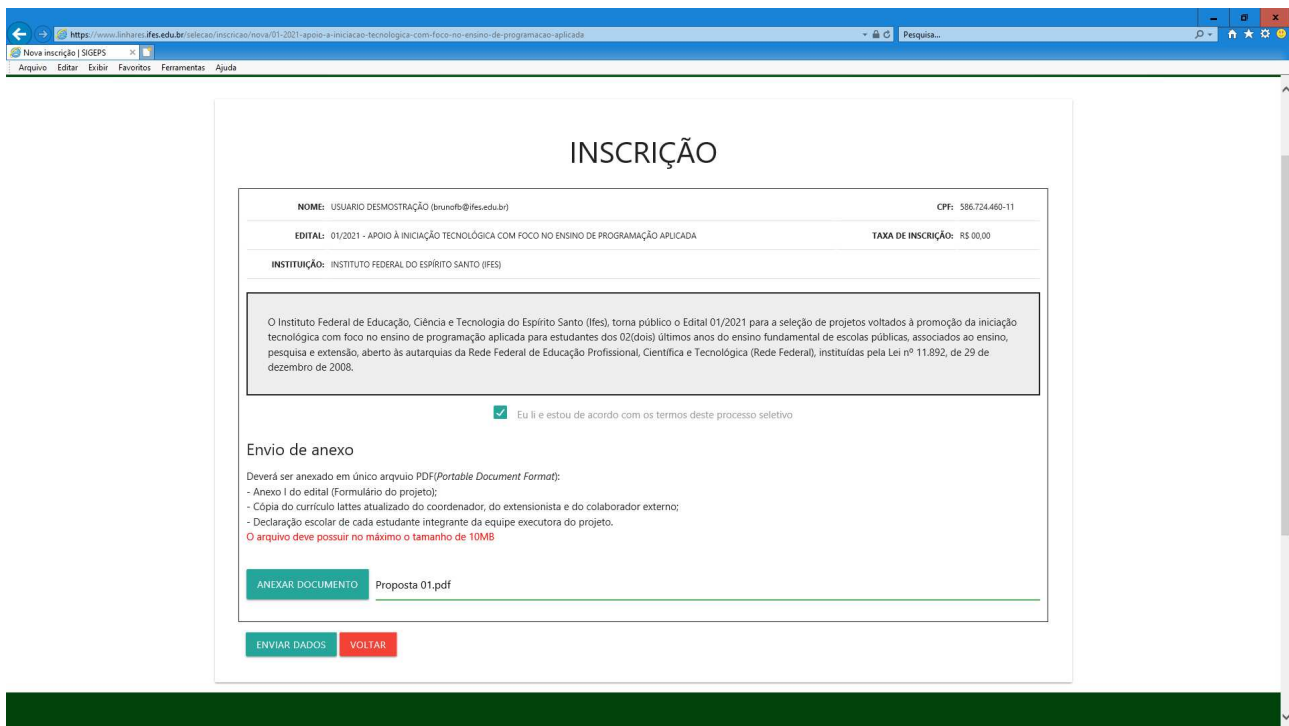 https://www.linhares.ifes.edu.br/selecao/inscricao/nova/01-2021-apoio-a-iniciacao-tecnologica-com-foco-no-ensino-de-programacao-aplicada
Pesquisa...
Nova inscrição | SIGEPS
Arquivo Editar Exibir Favoritos Ferramentas Ajuda
INSCRIÇÃO
NOME: USUARIO DESMOSTRAÇÃO (brunofb@ifes.edu.br) CPF: 586.724.460-11
EDITAL: 01/2021 - APOIO À INICIAÇÃO TECNOLÓGICA COM FOCO NO ENSINO DE PROGRAMAÇÃO APLICADA TAXA DE INSCRIÇÃO: R$ 00,00
INSTITUIÇÃO: INSTITUTO FEDERAL DO ESPÍRITO SANTO (IFES)
O Instituto Federal de Educação, Ciência e Tecnologia do Espírito Santo (Ifes), torna público o Edital 01/2021 para a seleção de projetos voltados à promoção da iniciação
tecnológica com foco no ensino de programação aplicada para estudantes dos 02(dois) últimos anos do ensino fundamental de escolas públicas, associados ao ensino,
pesquisa e extensão, aberto às autarquias da Rede Federal de Educação Profissional, Científica e Tecnológica (Rede Federal), instituídas pela Lei nº 11.892, de 29 de
dezembro de 2008.
Eu li e estou de acordo com os termos deste processo seletivo
Envio de anexo
Deverá ser anexado em único arqvuio PDF(Portable Document Format):
- Anexo I do edital (Formulário do projeto);
- Cópia do currículo lattes atualizado do coordenador, do extensionista e do colaborador externo;
- Declaração escolar de cada estudante integrante da equipe executora do projeto.
O arquivo deve possuir no máximo o tamanho de 10MB
ANEXAR DOCUMENTO Proposta 01.pdf
ENVIAR DADOS VOLTAR